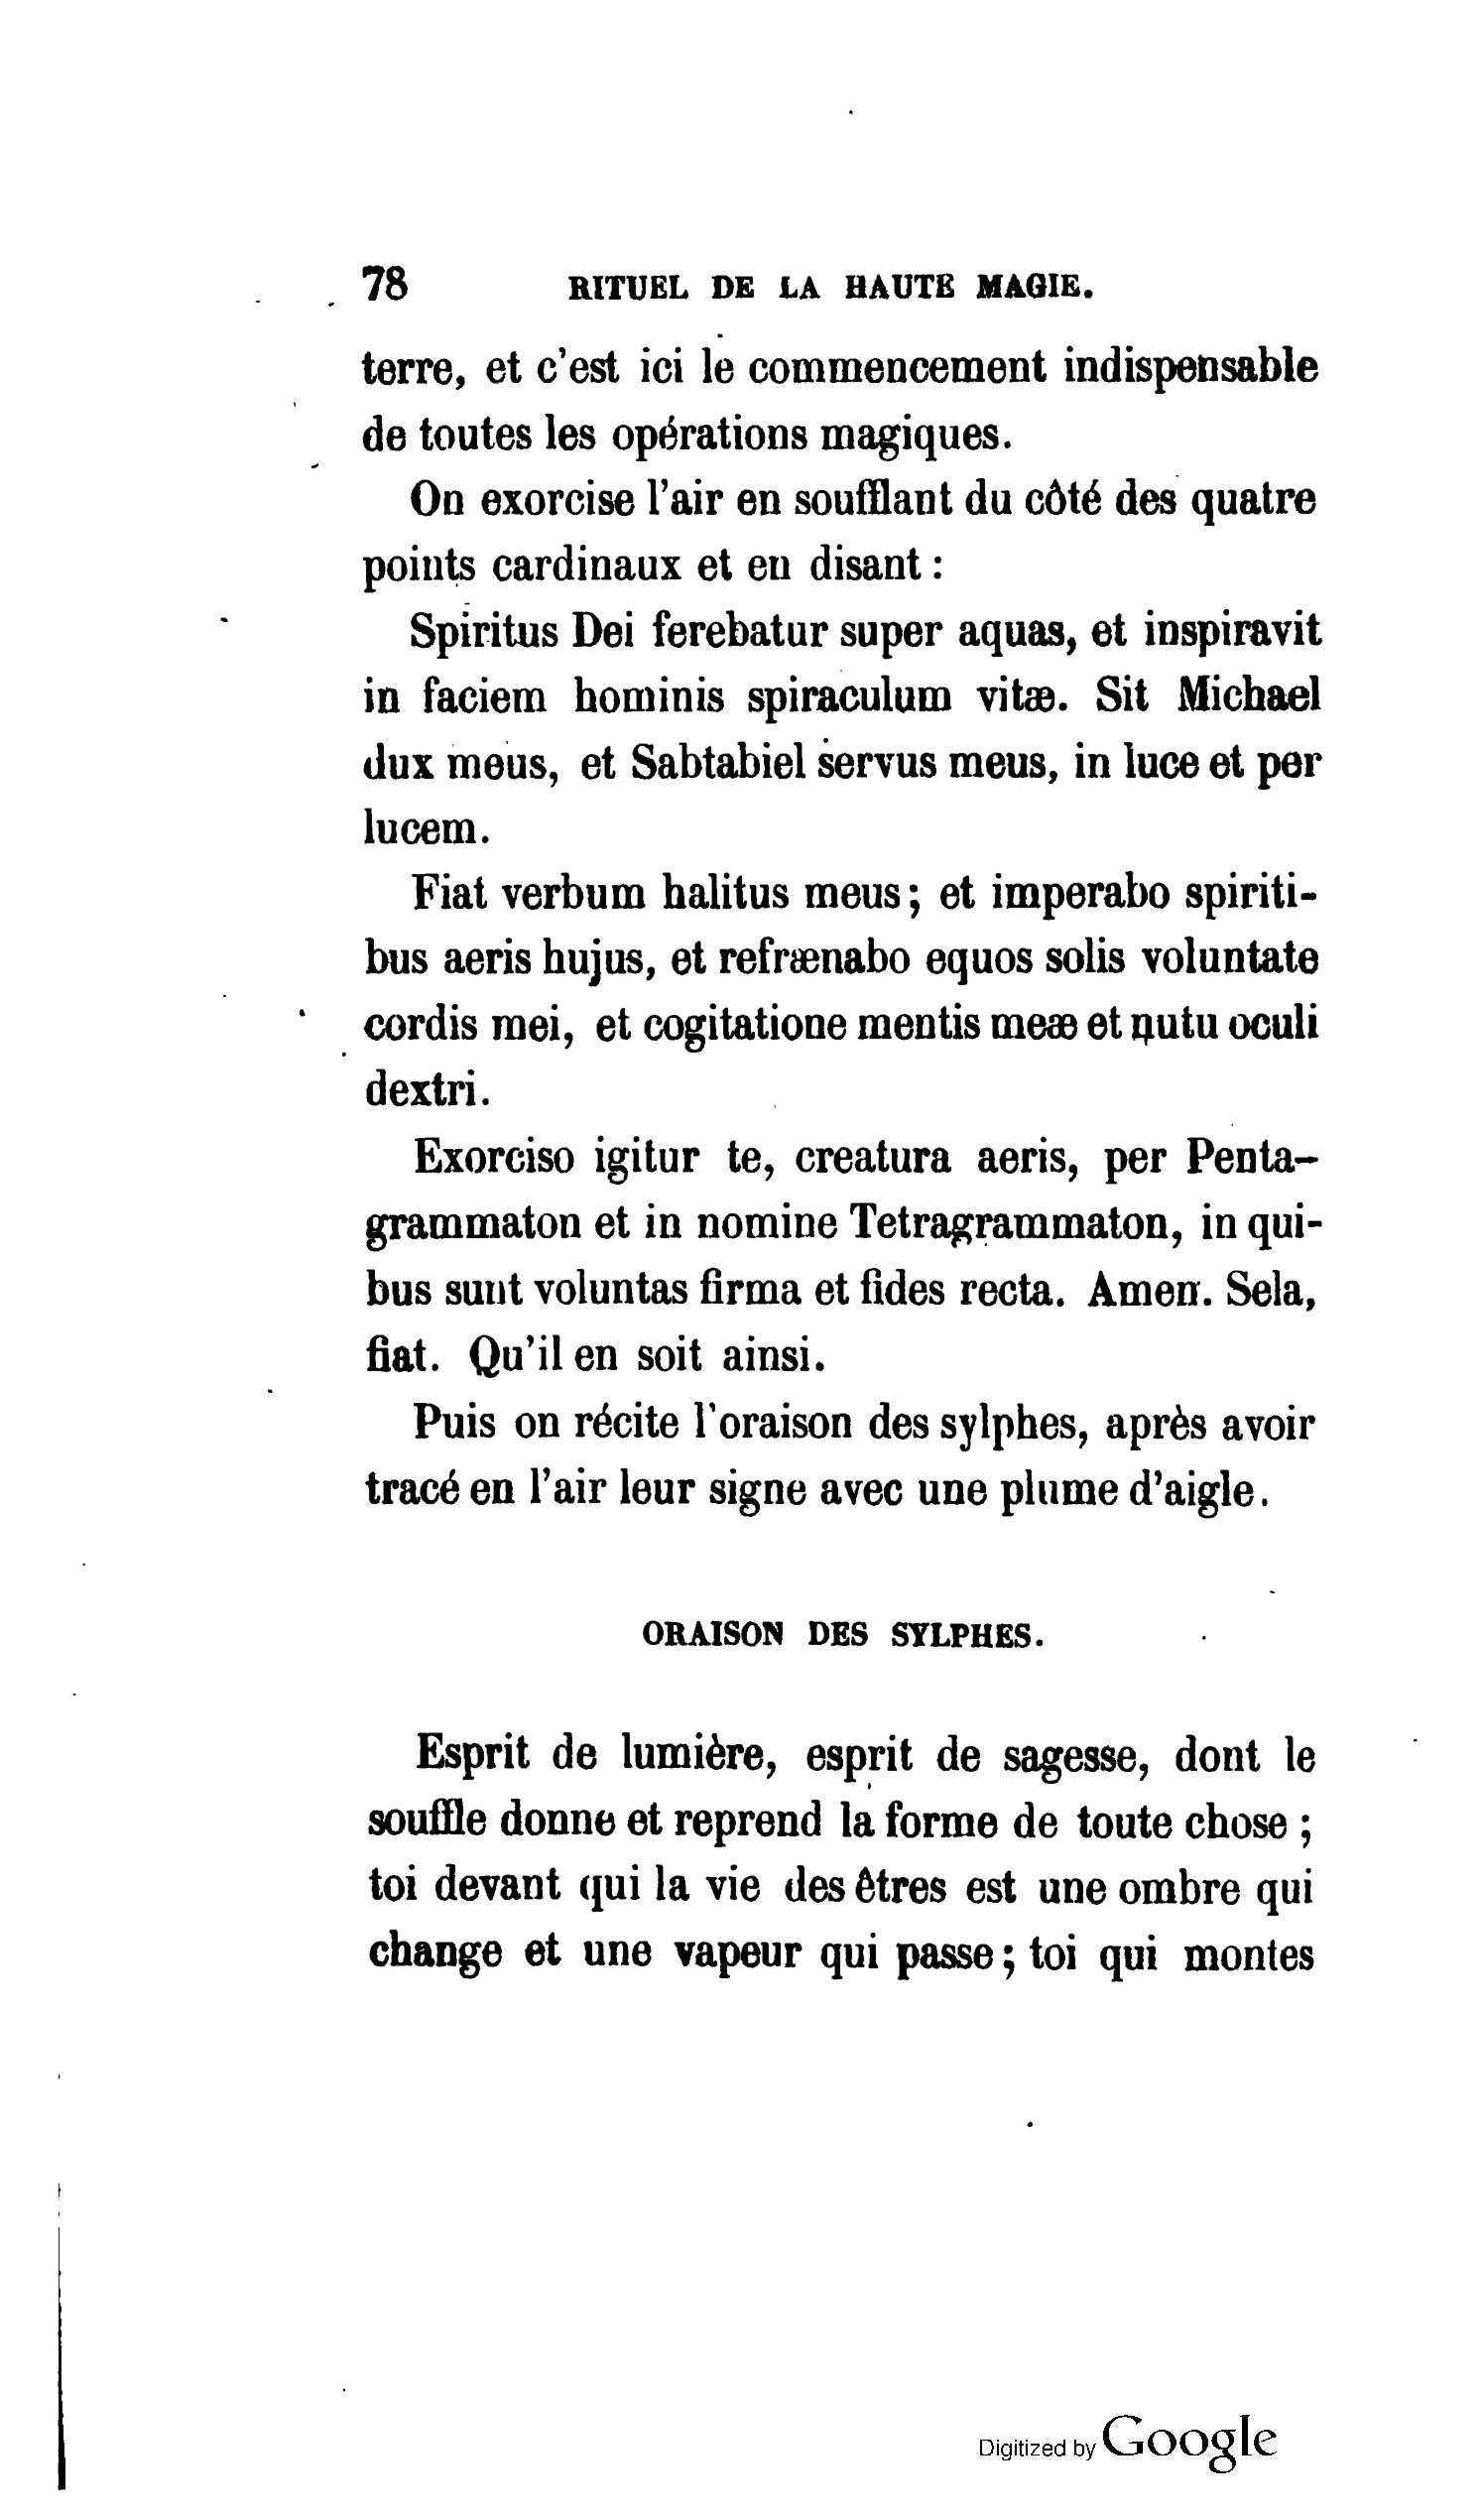 78 RITUEL DE LA HAUTE MAGIE.
terre, et c'est ici le commencement indispensable
de toutes les opérations magiques.
On exorcise l'air en soufflant du côté des quatre
points cardinaux et en disant :
Spiritus Dei ferebatur super aquas, et inspiravit
in faciem hominis spiraculum vitæ. Sit Michael
dux meus, et Sabtabiel servus meus, in luce et per
lucem.
Fiat verbum halitus meus; et imperabo spiriti-
bus aeris hujus, et refrænabo equos solis voluntate
cordis mei, et cogitatione mentis meæ et nutu oculi
dextri.
Exorciso igitur te, creatura aeris, per Penta-
grammaton et in nomine Tetragrammaton, in qui-
bus sunt voluntas firma et fides recta. Amen. Sela,
fiat. Qu'il en soit ainsi.
Puis on récite l'oraison des sylphes, après avoir
tracé en l'air leur signe avec une plume d'aigle.
ORAISON DES SYLPHES.
Esprit de lumière, esprit de sagesse, dont le
souffle donne et reprend la forme de toute chose ;
toi devant qui la vie des êtres est une ombre qui
change et une vapeur qui passe; toi qui montes
Digitized by Google